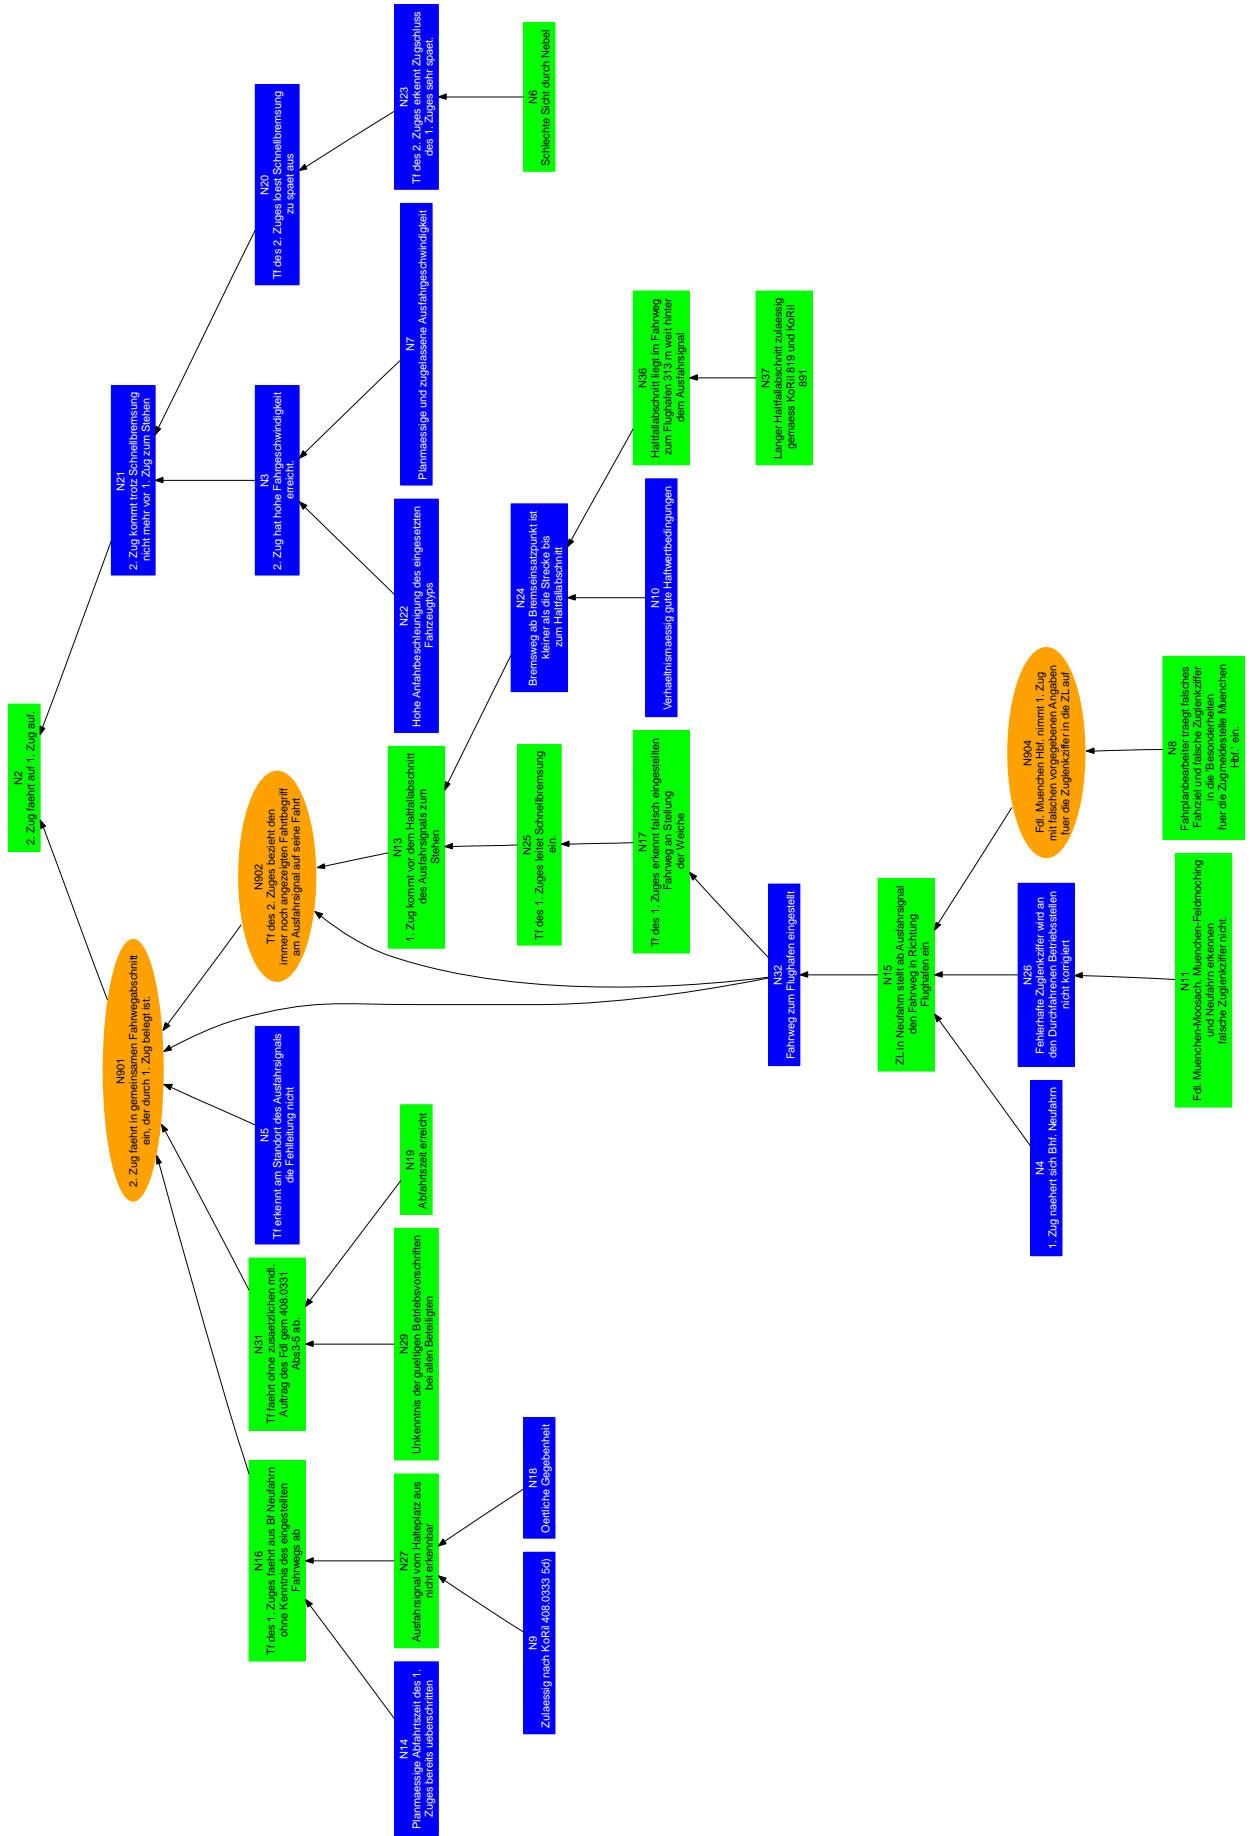 N2
2. Zug faehrt auf 1. Zug auf.
N901
2. Zug faehrt in gemeinsamen Fahrwegabschnitt
ein, der durch 1. Zug belegt ist.
N21
2. Zug kommt trotz Schnellbremsung
nicht mehr vor 1. Zug zum Stehen
N16
Tf des 1. Zuges faehrt aus Bf Neufahrn
ohne Kenntnis des eingestellten
Fahrwegs ab
N31
Tf faehrt ohne zusaetzlichen mdl.
Auftrag des Fdl gem 408.0331
Abs3-5 ab.
N5
Tf erkennt am Standort des Ausfahrsignals
die Fehlleitung nicht
N902
Tf des 2. Zuges bezieht den
immer noch angezeigten Fahrtbegriff
am Ausfahrsignal auf seine Fahrt
N3
2. Zug hat hohe Fahrgeschwindigkeit
erreicht.
N20
Tf des 2. Zuges loest Schnellbremsung
zu spaet aus
N14
Planmaessige Abfahrtszeit des 1.
Zuges bereits ueberschritten
N27
Ausfahrsignal vom Halteplatz aus
nicht erkennbar
N29
Unkenntnis der gueltigen Betriebsvorschriften
bei allen Beteiligten
N19
Abfahrtszeit erreicht
N13
1. Zug kommt vor dem Haltfallabschnitt
des Ausfahrsignals zum
Stehen
N22
Hohe Anfahrbeschleunigung des eingesetzten
Fahrzeugtyps
N7
Planmaessige und zugelassene Ausfahrgeschwindigkeit
N23
Tf des 2. Zuges erkennt Zugschluss
des 1. Zuges sehr spaet.
N9
Zulaessig nach KoRil 408.0333 5d)
N18
Oertliche Gegebenheit
N25
Tf des 1. Zuges leitet Schnellbremsung
ein.
N24
Bremsweg ab Bremseinsatzpunkt ist
kleiner als die Strecke bis
zum Haltfallabschnitt
N6
Schlechte Sicht durch Nebel
N17
Tf des 1. Zuges erkennt falsch eingestellten
Fahrweg an Stellung
der Weiche
N10
Verhaeltnismaessig gute Haftwertbedingungen
N36
Haltfallabschnitt liegt im Fahrweg
zum Flughafen 313 m weit hinter
dem Ausfahrsignal
N32
Fahrweg zum Flughafen eingestellt
N37
Langer Haltfallabschnitt zulaessig
gemaess KoRil 819 und KoRil
891
N15
ZL in Neufahrn stellt ab Ausfahrsignal
den Fahrweg in Richtung
Flughafen ein
N4
1. Zug naehert sich Bhf. Neufahrn
N26
Fehlerhafte Zuglenkziffer wird an
den Durchfahrenen Betriebsstellen
nicht korrigiert
N904
Fdl. Muenchen Hbf. nimmt 1. Zug
mit falschen vorgegebenen Angaben
fuer die Zuglenkziffer in die ZL auf
N11
Fdl. Muenchen-Moosach, Muenchen-Feldmoching
und Neufahrn erkennen
falsche Zuglenkziffer nicht.
N8
Fahrplanbearbeiter traegt falsches
Fahrziel und falsche Zuglenkziffer
in die 'Besonderheiten
fuer die Zugmeldestelle Muenchen
Hbf.' ein.